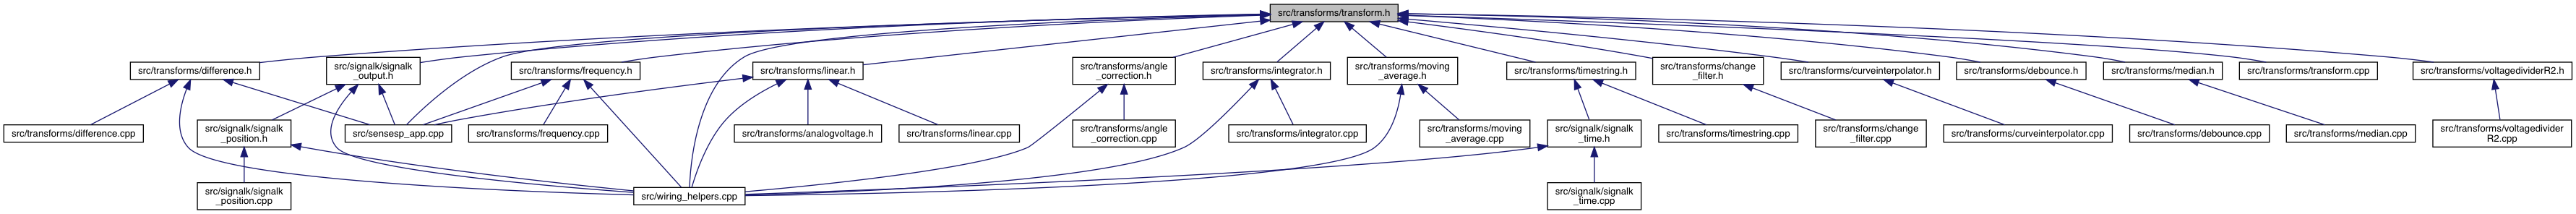 src/transforms/transform.h
src/transforms/difference.h
src/signalk/signalk
_output.h
src/transforms/frequency.h
src/transforms/linear.h
src/transforms/angle
_correction.h
src/transforms/integrator.h
src/transforms/moving
_average.h
src/transforms/timestring.h
src/transforms/change
_filter.h
src/transforms/curveinterpolator.h
src/transforms/debounce.h
src/transforms/median.h
src/transforms/transform.cpp
src/transforms/voltagedividerR2.h
src/transforms/difference.cpp
src/signalk/signalk
_position.h
src/sensesp_app.cpp
src/transforms/frequency.cpp
src/transforms/analogvoltage.h
src/transforms/linear.cpp
src/transforms/angle
_correction.cpp
src/transforms/integrator.cpp
src/transforms/moving
_average.cpp
src/signalk/signalk
_time.h
src/transforms/timestring.cpp
src/transforms/change
_filter.cpp
src/transforms/curveinterpolator.cpp
src/transforms/debounce.cpp
src/transforms/median.cpp
src/transforms/voltagedivider
R2.cpp
src/signalk/signalk
_position.cpp
src/wiring_helpers.cpp
src/signalk/signalk
_time.cpp